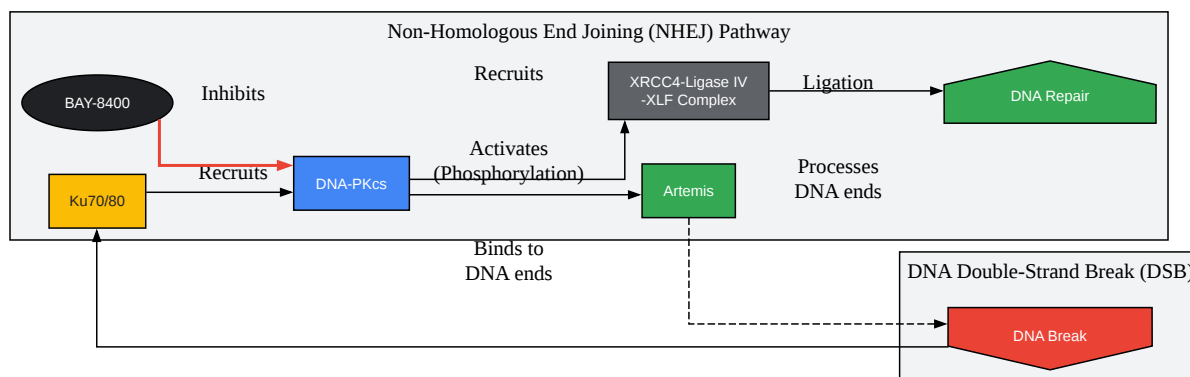 Non-Homologous End Joining (NHEJ) Pathway
Recruits
XRCC4-Ligase IV
-XLF Complex
Ligation
DNA Repair
BAY-8400
Inhibits
Activates
(Phosphorylation)
Recruits
DNA-PKcs
Artemis
Processes
DNA ends
Ku70/80
Binds to
DNA ends
DNA Double-Strand Break (DSB)
DNA Break